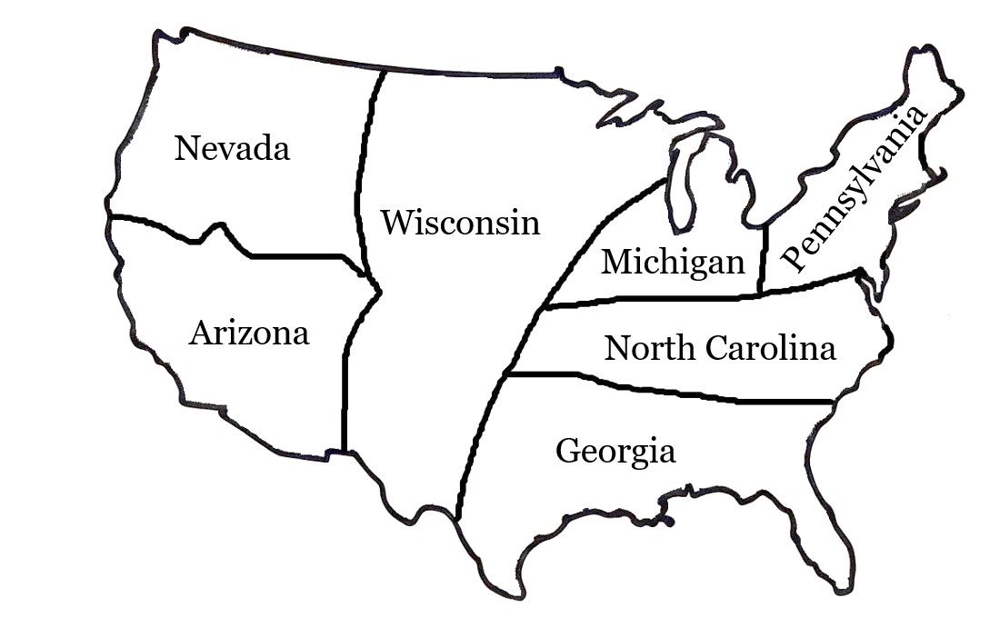 Nevada
Wisconsin
Pennsylvania
Michigan
Arizona
North Carolina
Georgia